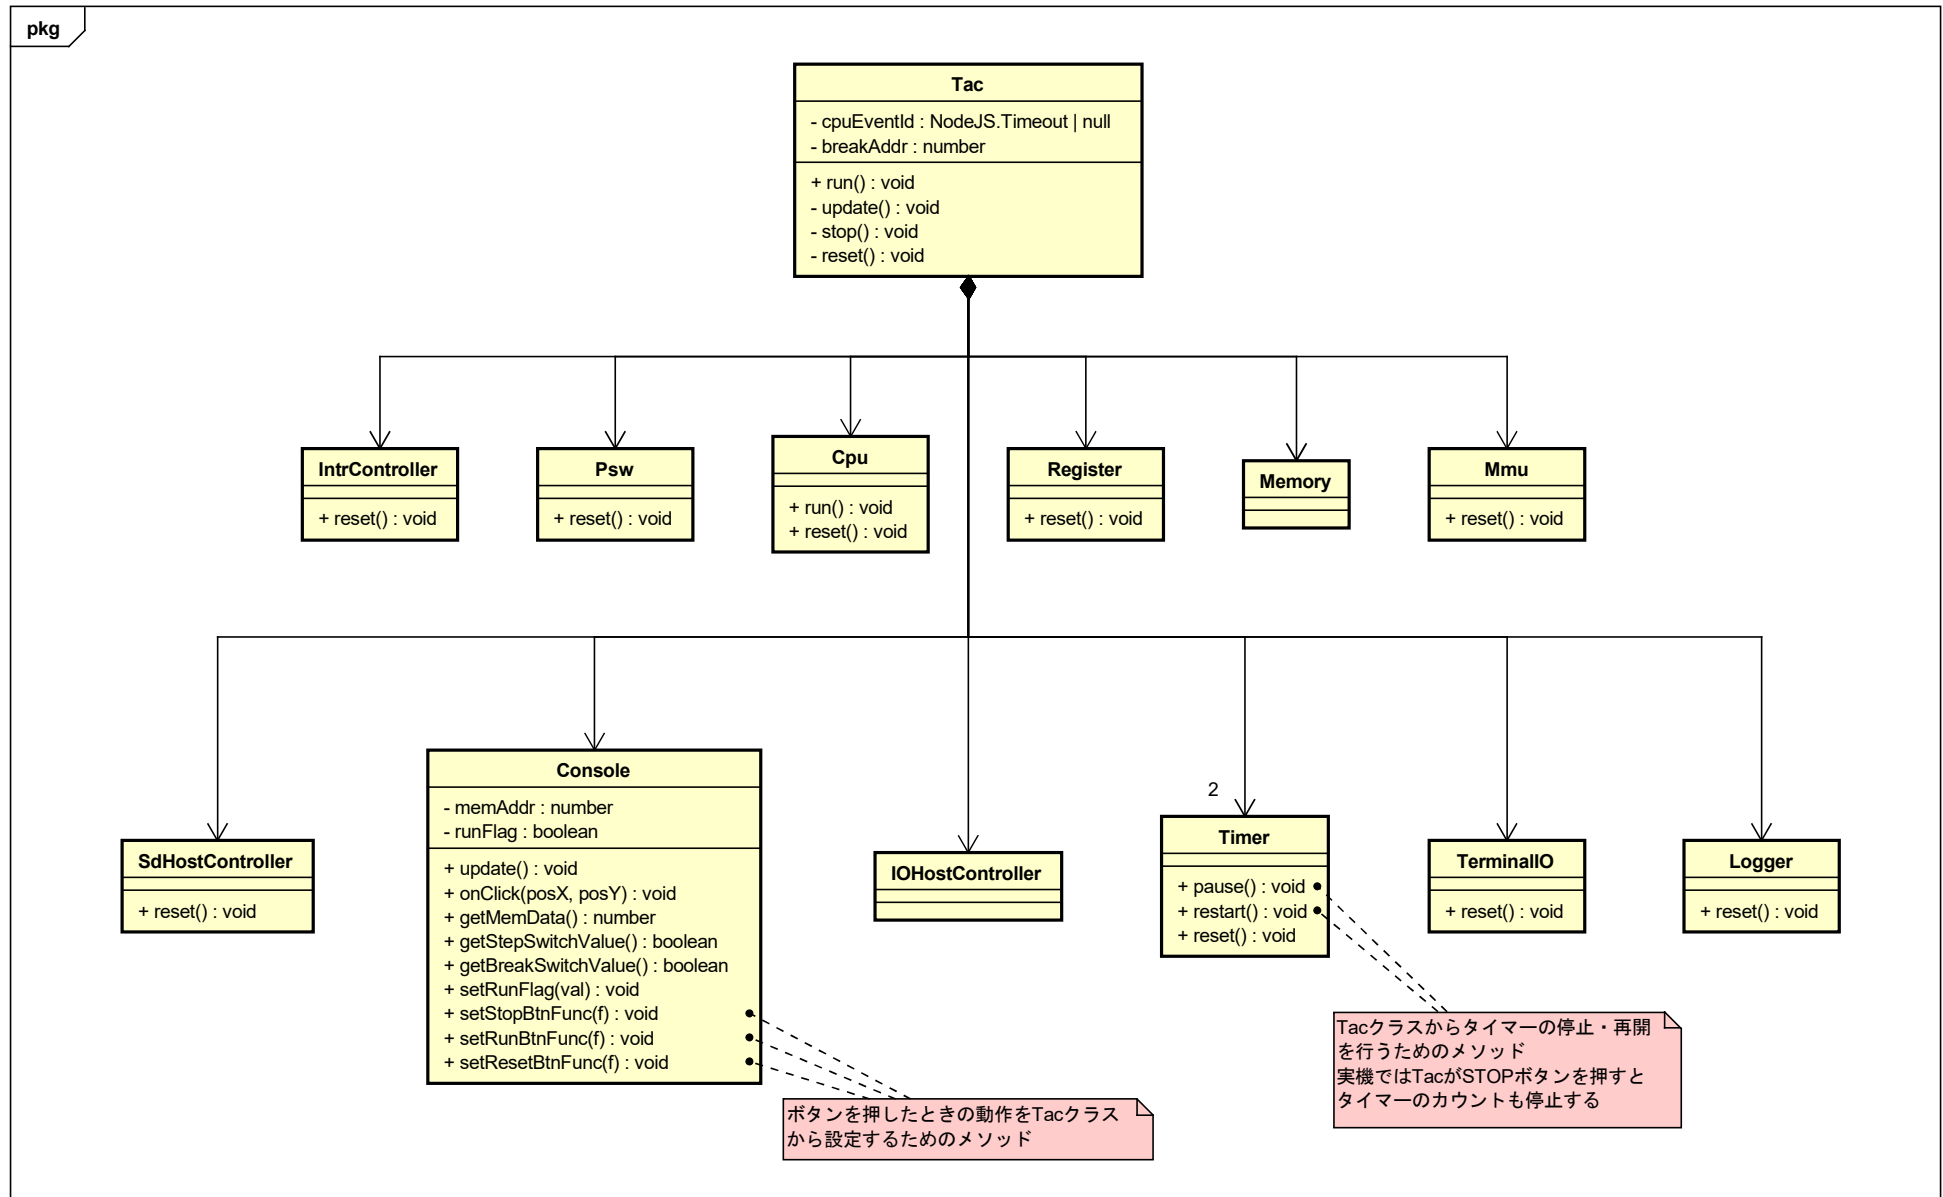 pkg
Tac
- cpuEventId : NodeJS.Timeout | null
- breakAddr : number
+ run() : void
- update() : void
- stop() : void
- reset() : void
IntrController
+ reset() : void
Psw
+ reset() : void
Cpu
+ run() : void
+ reset() : void
Register
+ reset() : void
Memory
Mmu
+ reset() : void
SdHostController
+ reset() : void
Console
- memAddr : number
- runFlag : boolean
+ update() : void
+ onClick(posX, posY) : void
+ getMemData() : number
+ getStepSwitchValue() : boolean
+ getBreakSwitchValue() : boolean
+ setRunFlag(val) : void
+ setStopBtnFunc(f) : void
+ setRunBtnFunc(f) : void
+ setResetBtnFunc(f) : void
IOHostController
2
Timer
+ pause() : void
+ restart() : void
+ reset() : void
TerminalIO
+ reset() : void
Logger
+ reset() : void
Tacクラスからタイマーの停止・再開
を行うためのメソッド
実機ではTacがSTOPボタンを押すと
タイマーのカウントも停止する
ボタンを押したときの動作をTacクラス
から設定するためのメソッド